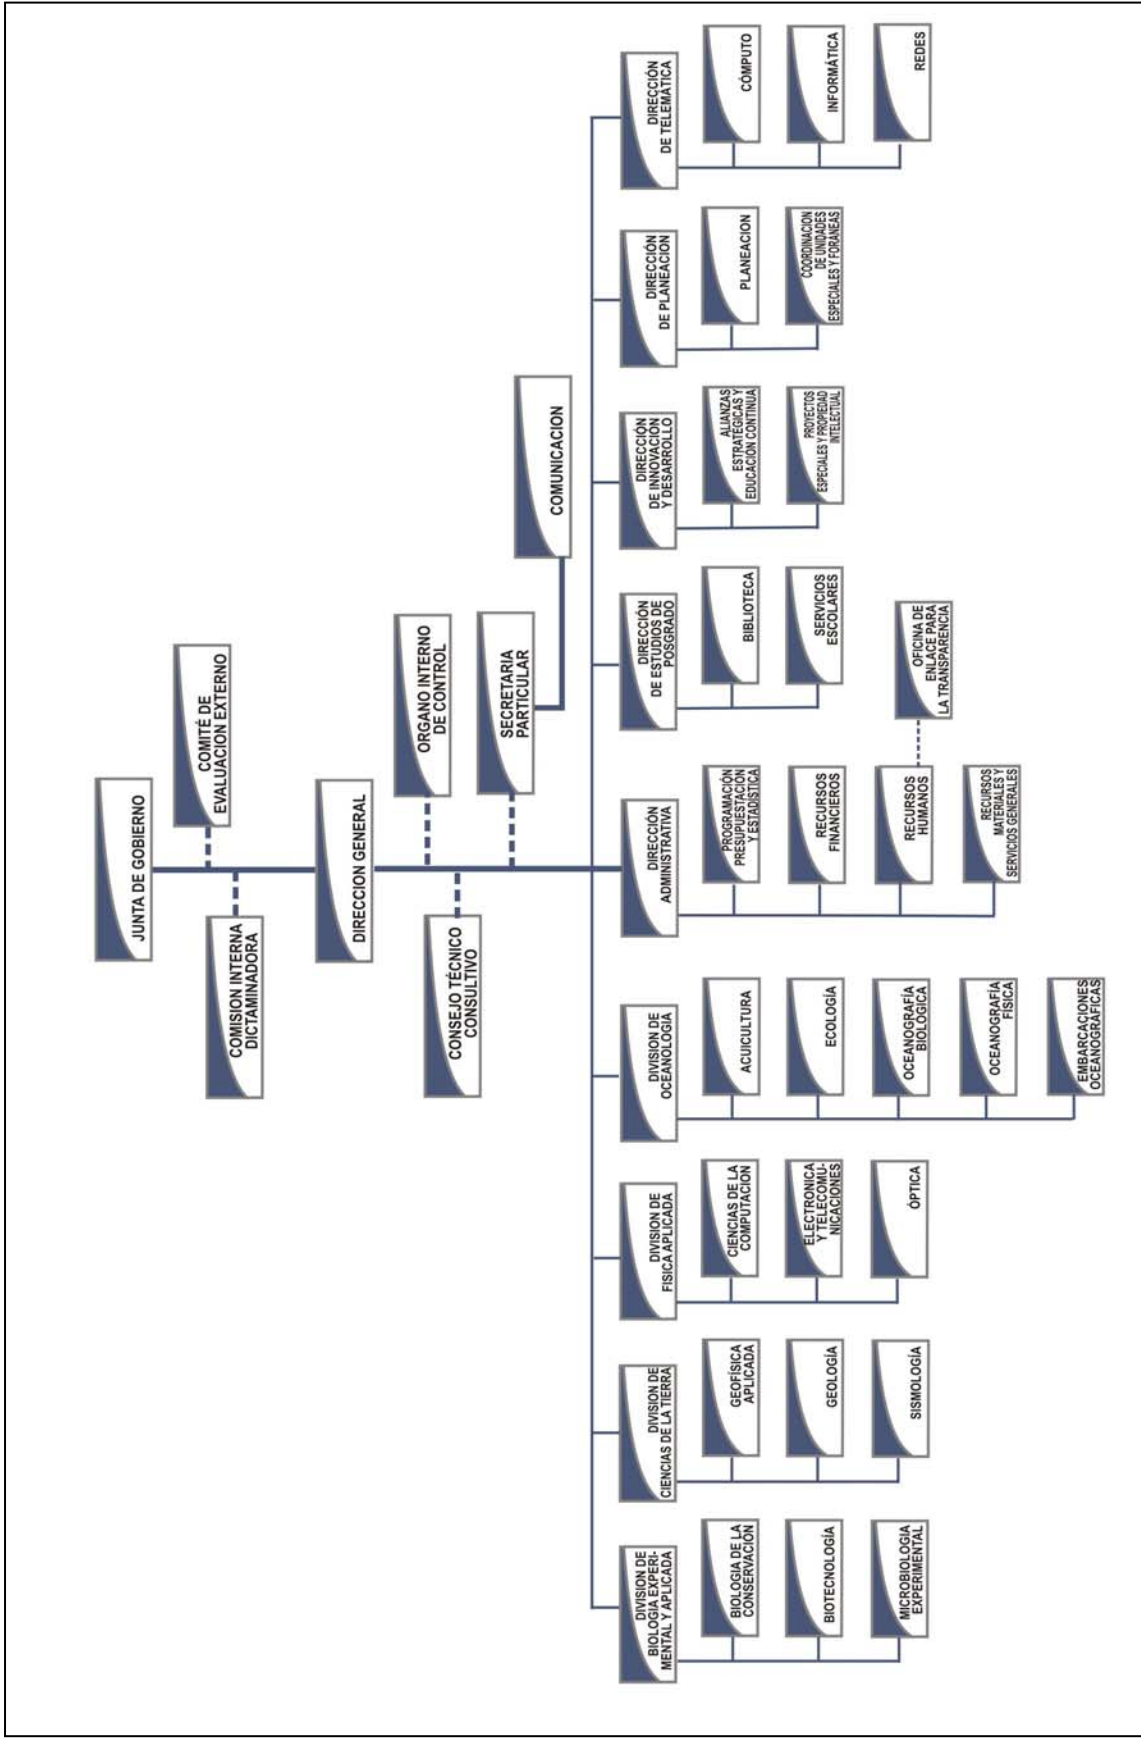 JUNTA DE GOBIERNO
COMITÉ DE
EVALUACION EXTERNO
COMISION INTERNA
DICTAMINADORA
DIRECCION GENERAL
ORGANO INTERNO
DE CONTROL
CONSEJO TÉCNICO
CONSULTIVO
SECRETARIA
PARTICULAR
COMUNICACION
DIVISION DE
BIOLOGIA EXPERI-
MENTAL Y APLICADA
BIOLOGIA DE LA
CONSERVACIÓN
BIOTECNOLOGÍA
MICROBIOLOGIA
EXPERIMENTAL
DIVISION DE
CIENCIAS DE LA TIERRA
GEOFÍSICA
APLICADA
GEOLOGÍA
SISMOLOGÍA
DIVISION DE
FISICA APLICADA
CIENCIAS DE LA
COMPUTACION
ELECTRONICA
Y TELECOMU-
NICACIONES
ÓPTICA
DIVISION DE
OCEANOLOGIA
ACUICULTURA
ECOLOGÍA
OCEANOGRAFÍA
BIOLÓGICA
OCEANOGRAFÍA
FÍSICA
EMBARCACIONES
OCEANOGRÁFICAS
DIRECCIÓN
ADMINISTRATIVA
PROGRAMACIÓN
PRESUPUESTACIÓN
Y ESTADÍSTICA
RECURSOS
FINANCIEROS
RECURSOS
HUMANOS
OFICINA DE
ENLACE PARA
LA TRANSPARENCIA
RECURSOS
MATERIALES Y
SERVICIOS GENERALES
DIRECCIÓN
DE ESTUDIOS DE
POSGRADO
BIBLIOTECA
SERVICIOS
ESCOLARES
DIRECCIÓN
DE INNOVACIÓN
Y DESARROLLO
ALIANZAS
ESTRATÉGICAS Y
EDUCACIÓN CONTINUA
PROYECTOS
ESPECIALES Y PROPIEDAD
INTELECTUAL
DIRECCIÓN
DE PLANEACION
PLANEACION
COORDINACION
DE UNIDADES
ESPECIALES Y FORÁNEAS
DIRECCIÓN
DE TELEMÁTICA
CÓMPUTO
INFORMÁTICA
REDES